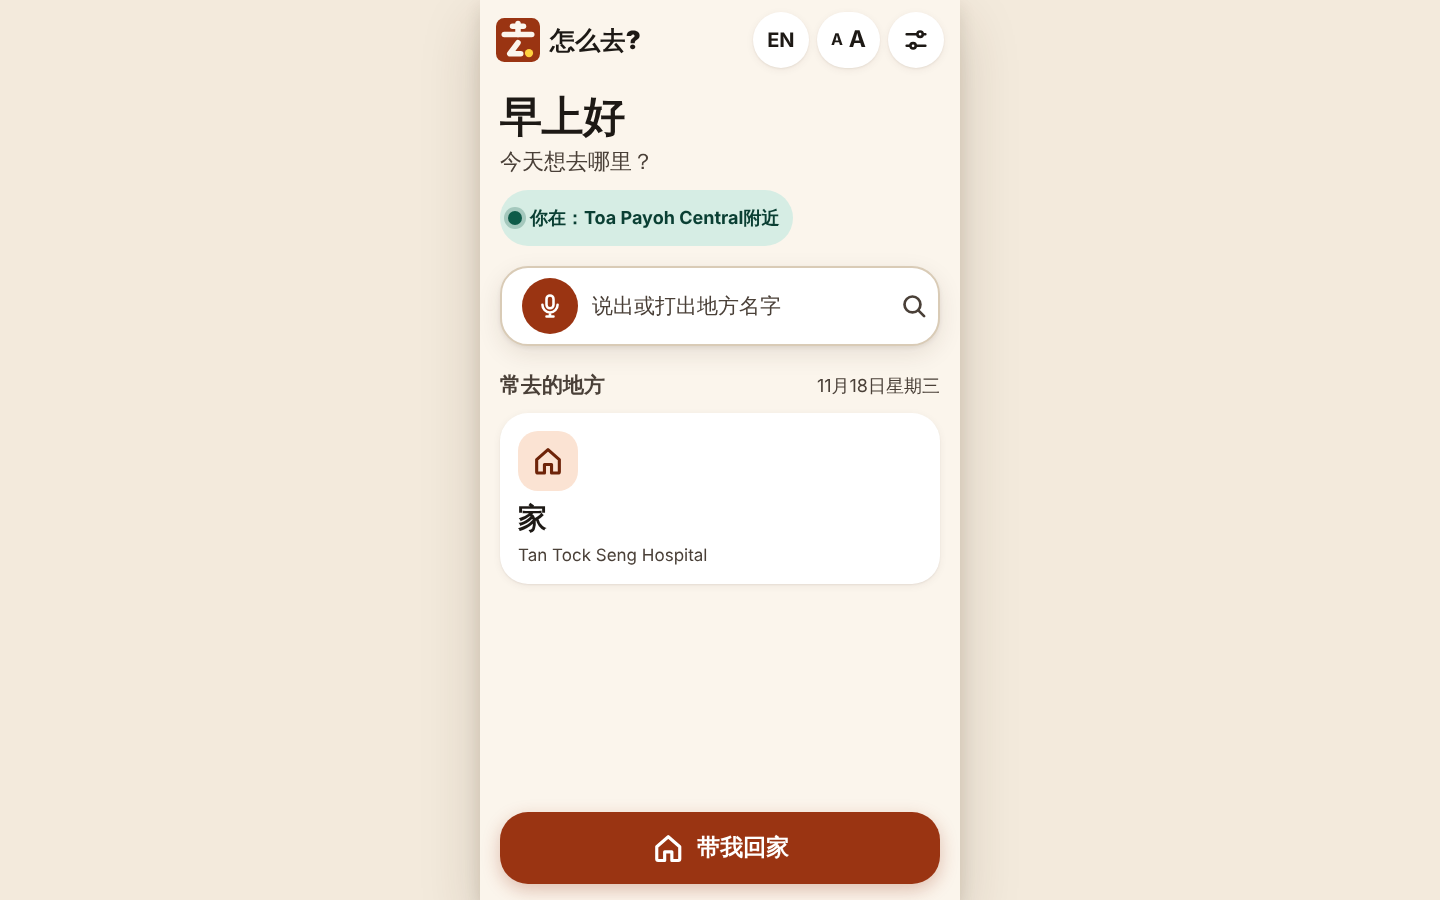 去 怎么去? EN A A
早上好
今天想去哪里？
你在：Toa Payoh Central附近
说出或打出地方名字
常去的地方 11月18日星期三
家
Tan Tock Seng Hospital
带我回家